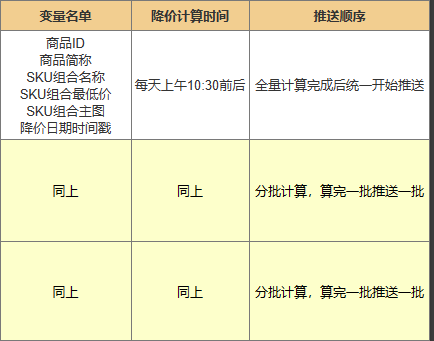 变量名单 降价计算时间 推送顺序
商品ID
商品简称
SKU组合名称
SKU组合最低价
SKU组合主图
降价日期时间戳
每天上午10:30前后
全量计算完成后统一开始推送
同上 同上 分批计算，算完一批推送一批
同上 同上 分批计算，算完一批推送一批